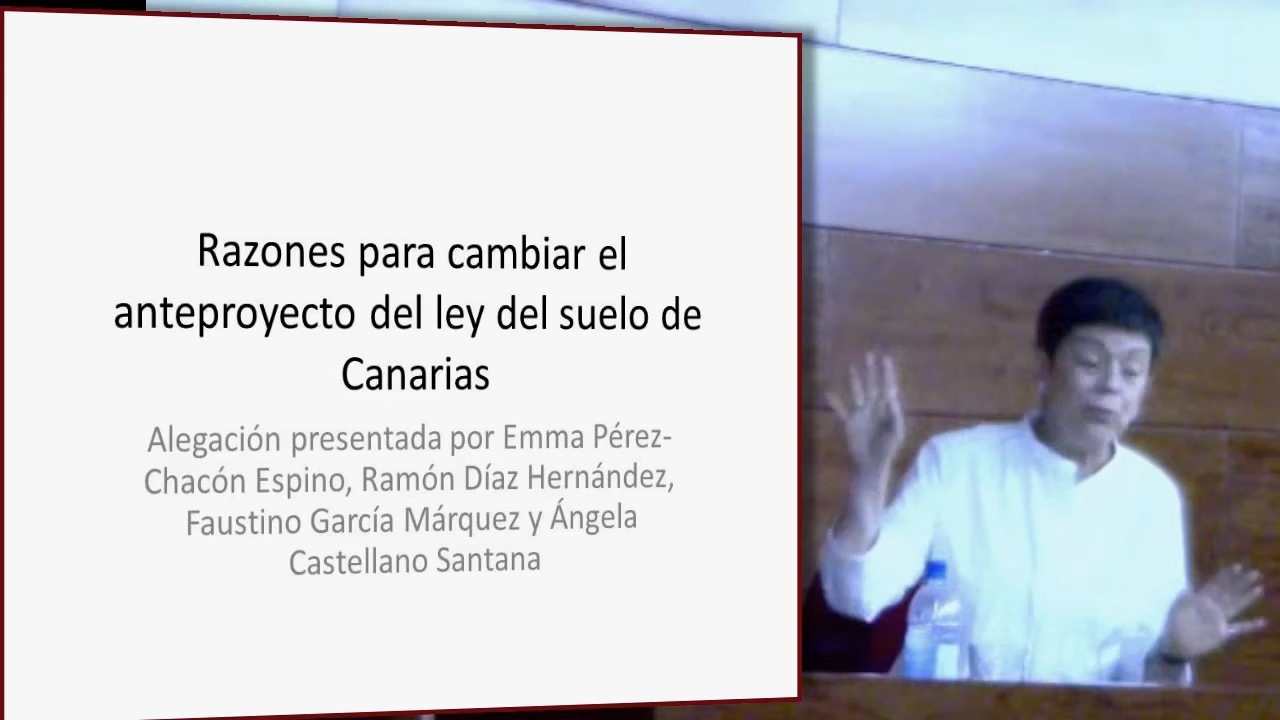 Razones para cambiar el
anteproyecto del ley del suelo de
Canarias
Alegación presentada por Emma Pérez-
Chacón Espino, Ramón Díaz Hernández,
Faustino García Márquez y Ángela
Castellano Santana